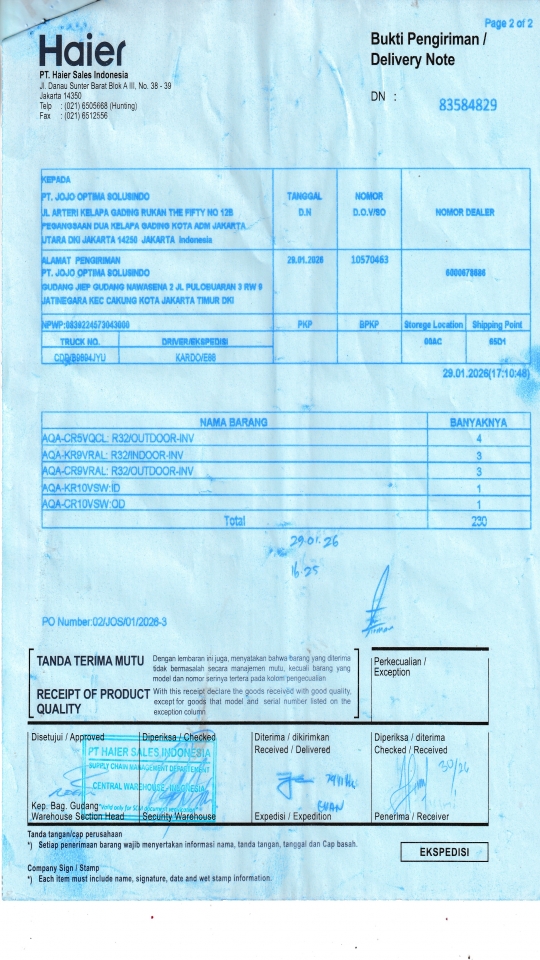 Page 2 of 2
Haier
Bukti Pengiriman /
Delivery Note
PT. Haier Sales Indonesia
Jl. Danau Sunter Barat Blok A III, No. 38 - 39
Jakarta 14350
Telp : (021) 6505668 (Hunting)
Fax : (021) 6512556
DN : 83584829
KEPADA
PT. JOJO OPTIMA SOLUSINDO
JL ARTERI KELAPA GADING RUKAN THE FIFTY NO 12B
PEGANGSAAN DUA KELAPA GADING KOTA ADM JAKARTA
UTARA DKI JAKARTA 14250 JAKARTA Indonesia
TANGGAL D.N
NOMOR D.O.V/SO
NOMOR DEALER
ALAMAT PENGIRIMAN
PT. JOJO OPTIMA SOLUSINDO
GUDANG JIEP GUDANG NAWASENA 2 JL PULOBUARAN 3 RW 9
JATINEGARA KEC CAKUNG KOTA JAKARTA TIMUR DKI
29.01.2026
10570463
PKP BPKP Storege Location Shipping Point
TRUCK NO. DRIVER/EKSPEDISI
KARDO/E66
29.01.2026(17:10:48)
NAMA BARANG BANYAKNYA
AQA-CR5VQCL: R32/OUTDOOR-INV 4
AQA-KR9VRAL: R32/INDOOR-INV 3
AQA-CR9VRAL: R32/OUTDOOR-INV 3
AQA-KR10VSW:ID 1
AQA-CR10VSW:OD 1
Total 230
29.01.26
16.25
PO Number:02/JOS/01/2026-3
TANDA TERIMA MUTU
Dengan lembaran ini juga, menyatakan bahwa barang yang diterima
tidak bermasalah secara manajemen mutu, kecuali barang yang
model dan nomor serinya tertera pada kolom pengecualian
RECEIPT OF PRODUCT
QUALITY
With this receipt declare the goods received with good quality,
except for goods that model and serial number listed on the
exception column
Perkecualian /
Exception
Disetujui / Approved
Diperiksa / Checked
Diterima / dikirimkan
Received / Delivered
Diperiksa / diterima
Checked / Received
PT HAIER SALES INDONESIA
SUPPLY CHAIN MANAGEMENT DEPARTEMENT
CENTRAL WAREHOUSE, INDONESIA
30/26
EVAN
Kep. Bag. Gudang
Warehouse Section Head
Security Warehouse
Expedisi / Expedition
Penerima / Receiver
Tanda tangan/cap perusahaan
*) Setiap penerimaan barang wajib menyertakan informasi nama, tanda tangan, tanggal dan Cap basah.
EKSPEDISI
Company Sign / Stamp
*) Each item must include name, signature, date and wet stamp information.